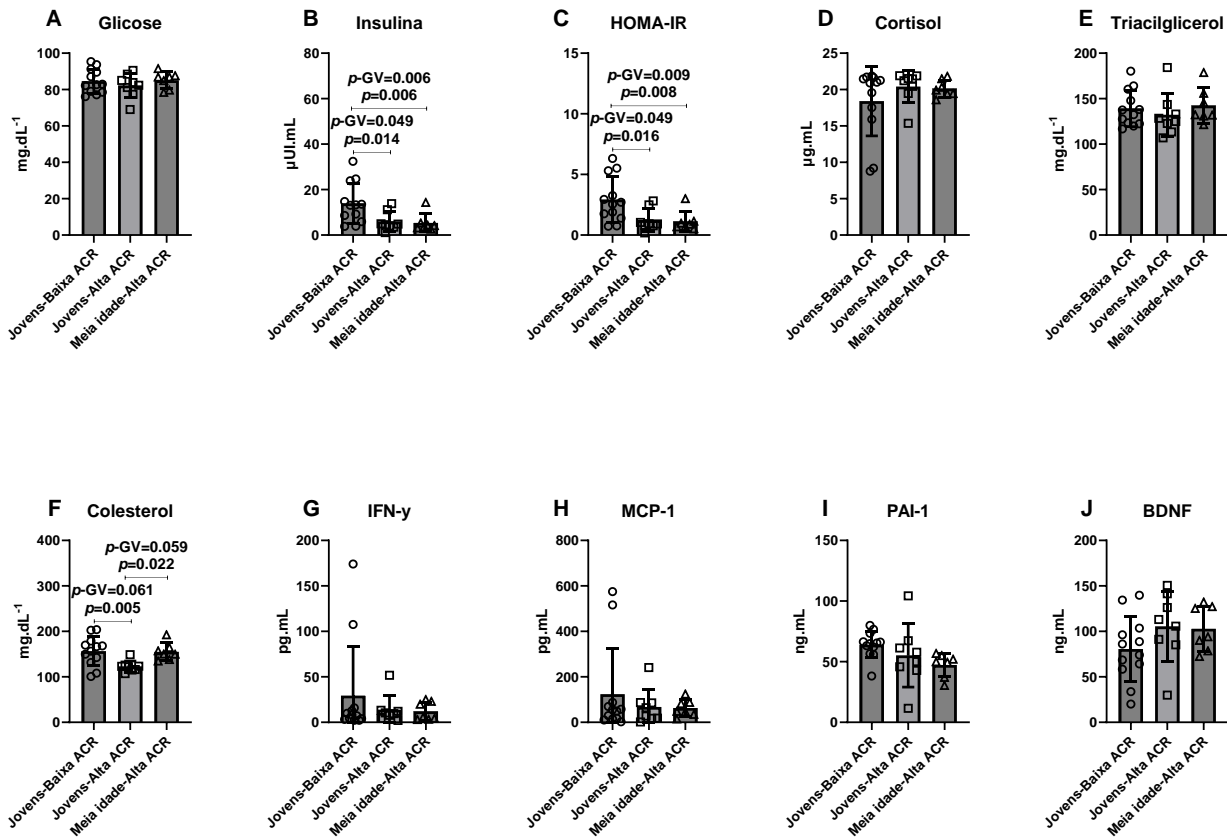 A Glicose
mg.dL⁻¹
100
80
60
40
20
0
Jovens-Baixa ACR
Jovens-Alta ACR
Meia idade-Alta ACR
B Insulina
µUI.mL
80
60
40
20
0
p-GV=0.006
p=0.006
p-GV=0.049
p=0.014
Jovens-Baixa ACR
Jovens-Alta ACR
Meia idade-Alta ACR
C HOMA-IR
15
10
5
0
p-GV=0.009
p=0.008
p-GV=0.049
p=0.016
Jovens-Baixa ACR
Jovens-Alta ACR
Meia idade-Alta ACR
D Cortisol
µg.mL
25
20
15
10
5
0
Jovens-Baixa ACR
Jovens-Alta ACR
Meia idade-Alta ACR
E Triacilglicerol
mg.dL⁻¹
200
150
100
50
0
Jovens-Baixa ACR
Jovens-Alta ACR
Meia idade-Alta ACR
F Colesterol
mg.dL⁻¹
400
300
200
100
0
p-GV=0.059
p=0.022
p-GV=0.061
p=0.005
Jovens-Baixa ACR
Jovens-Alta ACR
Meia idade-Alta ACR
G IFN-y
pg.mL
200
150
100
50
0
Jovens-Baixa ACR
Jovens-Alta ACR
Meia idade-Alta ACR
H MCP-1
pg.mL
800
600
400
200
0
Jovens-Baixa ACR
Jovens-Alta ACR
Meia idade-Alta ACR
I PAI-1
ng.mL
150
100
50
0
Jovens-Baixa ACR
Jovens-Alta ACR
Meia idade-Alta ACR
J BDNF
ng.mL
200
150
100
50
0
Jovens-Baixa ACR
Jovens-Alta ACR
Meia idade-Alta ACR